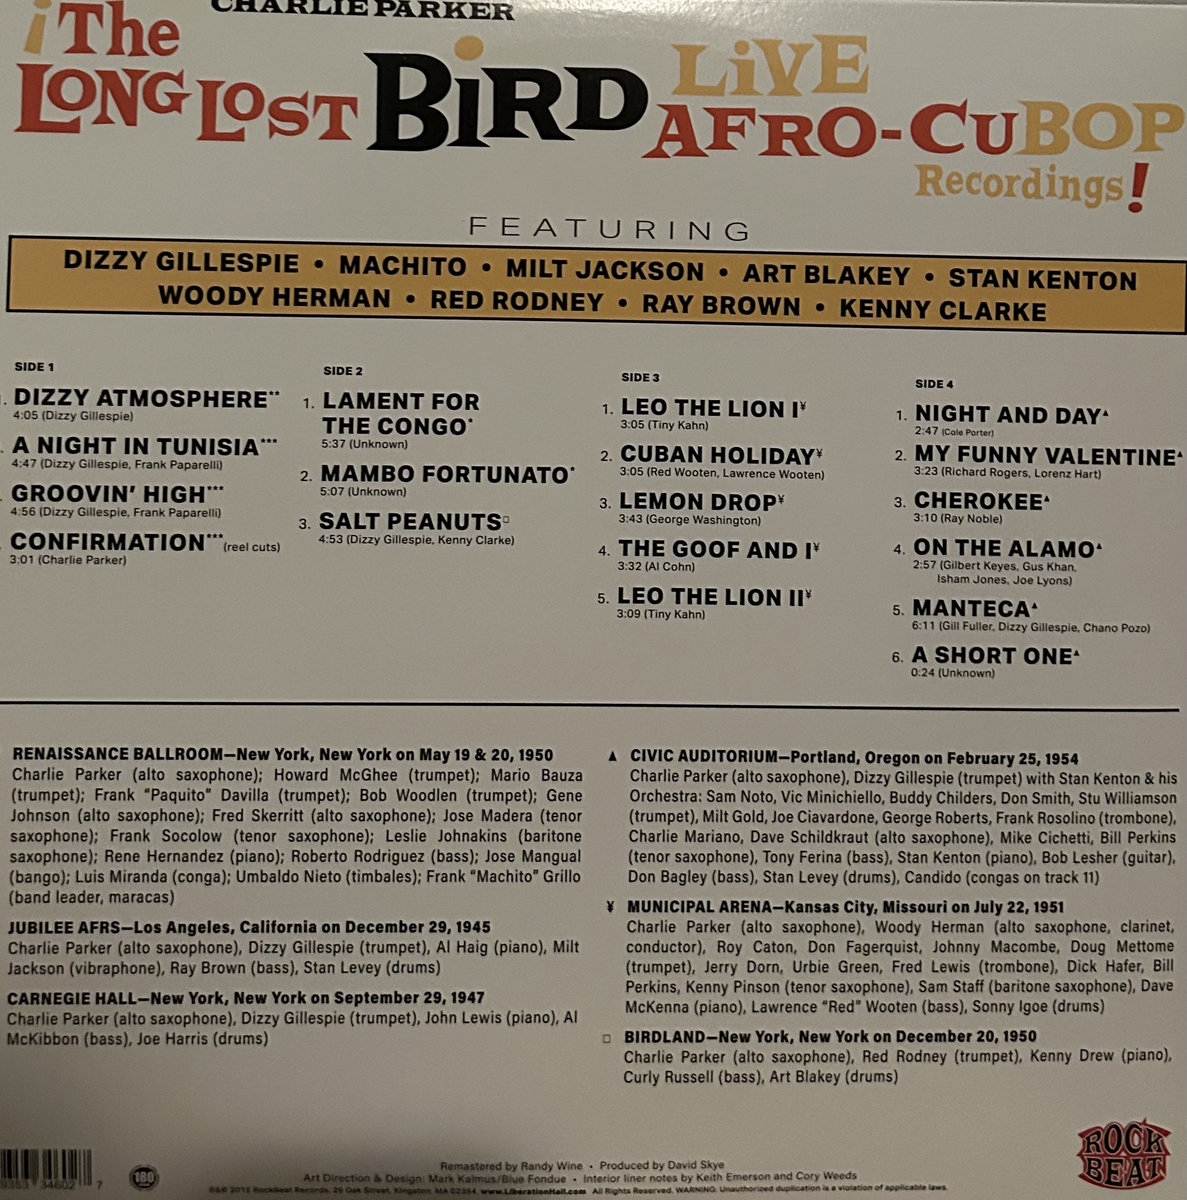 CHARLIE PARKER
¡The
LONG LOST BiRD LiVE
AFRO-CUBOP
Recordings!
FEATURING
DIZZY GILLESPIE • MACHITO • MILT JACKSON • ART BLAKEY • STAN KENTON
WOODY HERMAN • RED RODNEY • RAY BROWN • KENNY CLARKE
SIDE 1
. DIZZY ATMOSPHERE**
4:05 (Dizzy Gillespie)
. A NIGHT IN TUNISIA***
4:47 (Dizzy Gillespie, Frank Paparelli)
. GROOVIN' HIGH***
4:56 (Dizzy Gillespie, Frank Paparelli)
. CONFIRMATION*** (reel cuts)
3:01 (Charlie Parker)
SIDE 2
1. LAMENT FOR
THE CONGO*
5:37 (Unknown)
2. MAMBO FORTUNATO*
5:07 (Unknown)
3. SALT PEANUTS□
4:53 (Dizzy Gillespie, Kenny Clarke)
SIDE 3
1. LEO THE LION I¥
3:05 (Tiny Kahn)
2. CUBAN HOLIDAY¥
3:05 (Red Wooten, Lawrence Wooten)
3. LEMON DROP¥
3:43 (George Washington)
4. THE GOOF AND I¥
3:32 (Al Cohn)
5. LEO THE LION II¥
3:09 (Tiny Kahn)
SIDE 4
1. NIGHT AND DAY▲
2:47 (Cole Porter)
2. MY FUNNY VALENTINE▲
3:23 (Richard Rogers, Lorenz Hart)
3. CHEROKEE▲
3:10 (Ray Noble)
4. ON THE ALAMO▲
2:57 (Gilbert Keyes, Gus Khan,
Isham Jones, Joe Lyons)
5. MANTECA▲
6:11 (Gill Fuller, Dizzy Gillespie, Chano Pozo)
6. A SHORT ONE▲
0:24 (Unknown)
RENAISSANCE BALLROOM—New York, New York on May 19 & 20, 1950
Charlie Parker (alto saxophone); Howard McGhee (trumpet); Mario Bauza
(trumpet); Frank "Paquito" Davilla (trumpet); Bob Woodlen (trumpet); Gene
Johnson (alto saxophone); Fred Skerritt (alto saxophone); Jose Madera (tenor
saxophone); Frank Socolow (tenor saxophone); Leslie Johnakins (baritone
saxophone); Rene Hernandez (piano); Roberto Rodriguez (bass); Jose Mangual
(bango); Luis Miranda (conga); Umbaldo Nieto (timbales); Frank "Machito" Grillo
(band leader, maracas)
JUBILEE AFRS—Los Angeles, California on December 29, 1945
Charlie Parker (alto saxophone), Dizzy Gillespie (trumpet), Al Haig (piano), Milt
Jackson (vibraphone), Ray Brown (bass), Stan Levey (drums)
CARNEGIE HALL—New York, New York on September 29, 1947
Charlie Parker (alto saxophone), Dizzy Gillespie (trumpet), John Lewis (piano), Al
McKibbon (bass), Joe Harris (drums)
▲ CIVIC AUDITORIUM—Portland, Oregon on February 25, 1954
Charlie Parker (alto saxophone), Dizzy Gillespie (trumpet) with Stan Kenton & his
Orchestra: Sam Noto, Vic Minichiello, Buddy Childers, Don Smith, Stu Williamson
(trumpet), Milt Gold, Joe Ciavardone, George Roberts, Frank Rosolino (trombone),
Charlie Mariano, Dave Schildkraut (alto saxophone), Mike Cichetti, Bill Perkins
(tenor saxophone), Tony Ferina (bass), Stan Kenton (piano), Bob Lesher (guitar),
Don Bagley (bass), Stan Levey (drums), Candido (congas on track 11)
¥ MUNICIPAL ARENA—Kansas City, Missouri on July 22, 1951
Charlie Parker (alto saxophone), Woody Herman (alto saxophone, clarinet,
conductor), Roy Caton, Don Fagerquist, Johnny Macombe, Doug Mettome
(trumpet), Jerry Dorn, Urbie Green, Fred Lewis (trombone), Dick Hafer, Bill
Perkins, Kenny Pinson (tenor saxophone), Sam Staff (baritone saxophone), Dave
McKenna (piano), Lawrence "Red" Wooten (bass), Sonny Igoe (drums)
□ BIRDLAND—New York, New York on December 20, 1950
Charlie Parker (alto saxophone), Red Rodney (trumpet), Kenny Drew (piano),
Curly Russell (bass), Art Blakey (drums)
ROCK
BEAT
180
34602 7
Remastered by Randy Wine • Produced by David Skye
Art Direction & Design: Mark Kalmus/Blue Fondue • Interior liner notes by Keith Emerson and Cory Weeds
RockBeat Records, 26 Oak Street, Kingston, MA 02364. www.LiberationHall.com All Rights Reserved. WARNING: Unauthorized duplication is a violation of applicable laws.